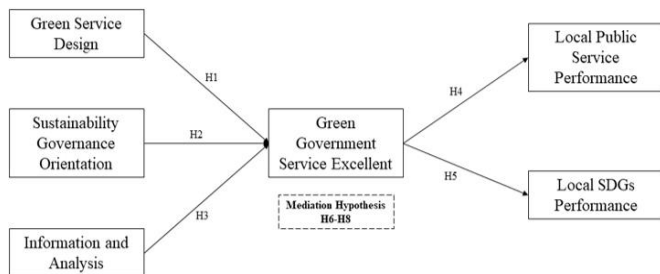 Green Service
Design
Sustainability
Governance
Orientation
Information and
Analysis
H1
H2
H3
Green
Government
Service Excellent
Mediation Hypothesis
H6-H8
H4
H5
Local Public
Service
Performance
Local SDGs
Performance